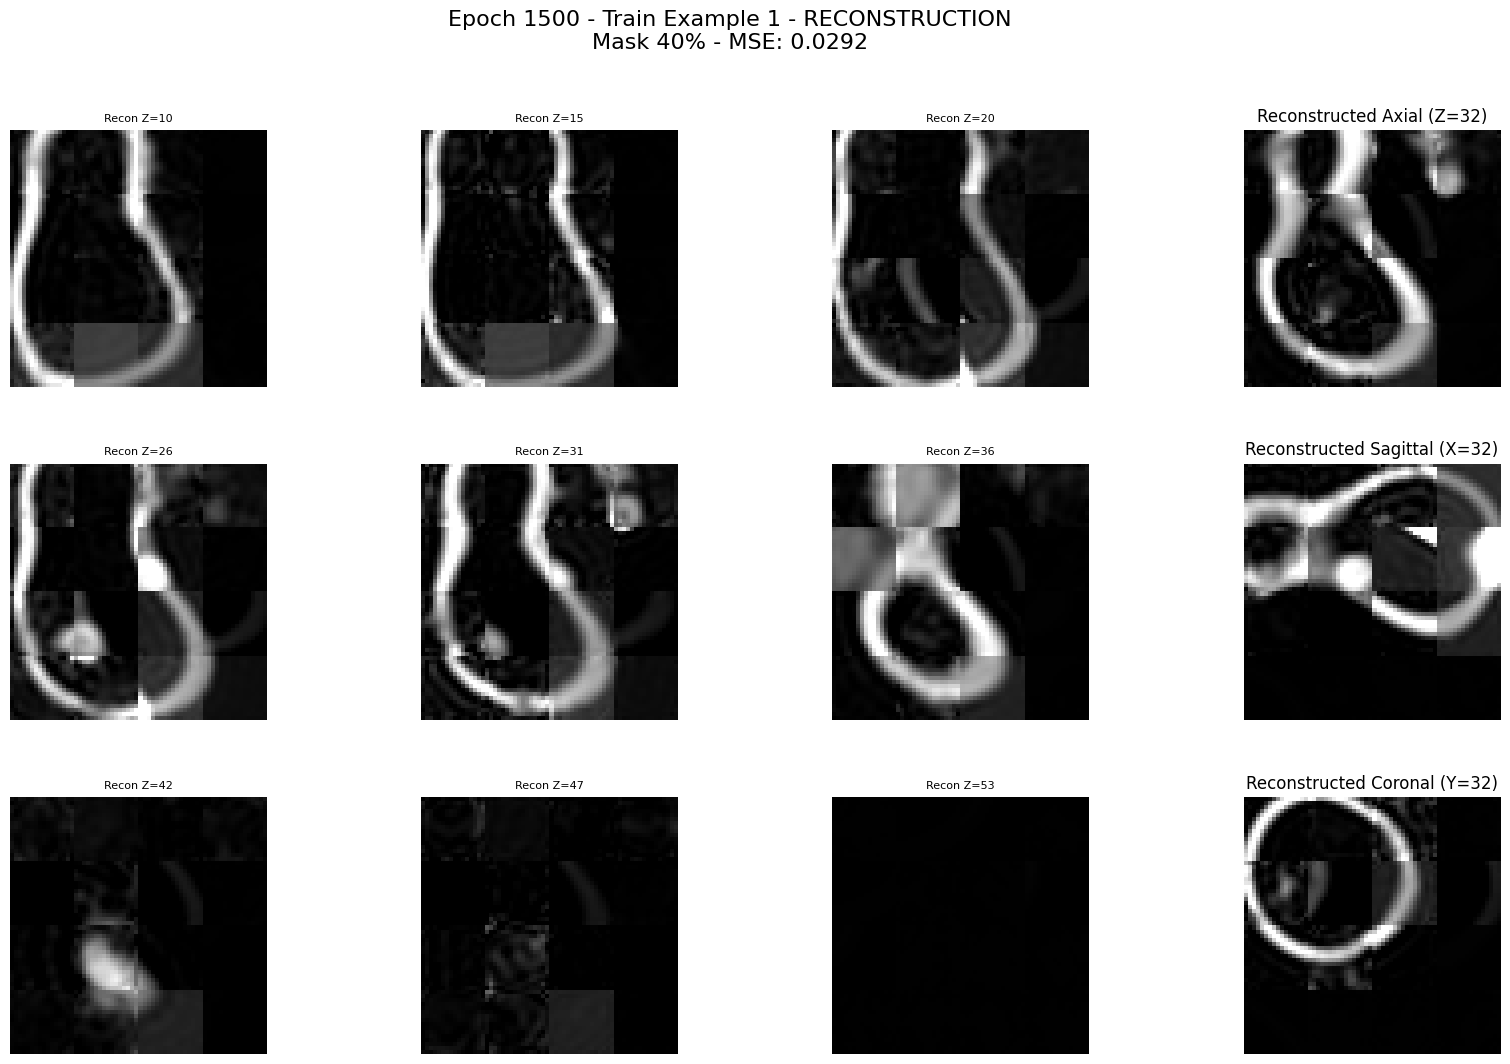 Epoch 1500 - Train Example 1 - RECONSTRUCTION
Mask 40% - MSE: 0.0292
Recon Z=10
Recon Z=15
Recon Z=20
Reconstructed Axial (Z=32)
Recon Z=26
Recon Z=31
Recon Z=36
Reconstructed Sagittal (X=32)
Recon Z=42
Recon Z=47
Recon Z=53
Reconstructed Coronal (Y=32)